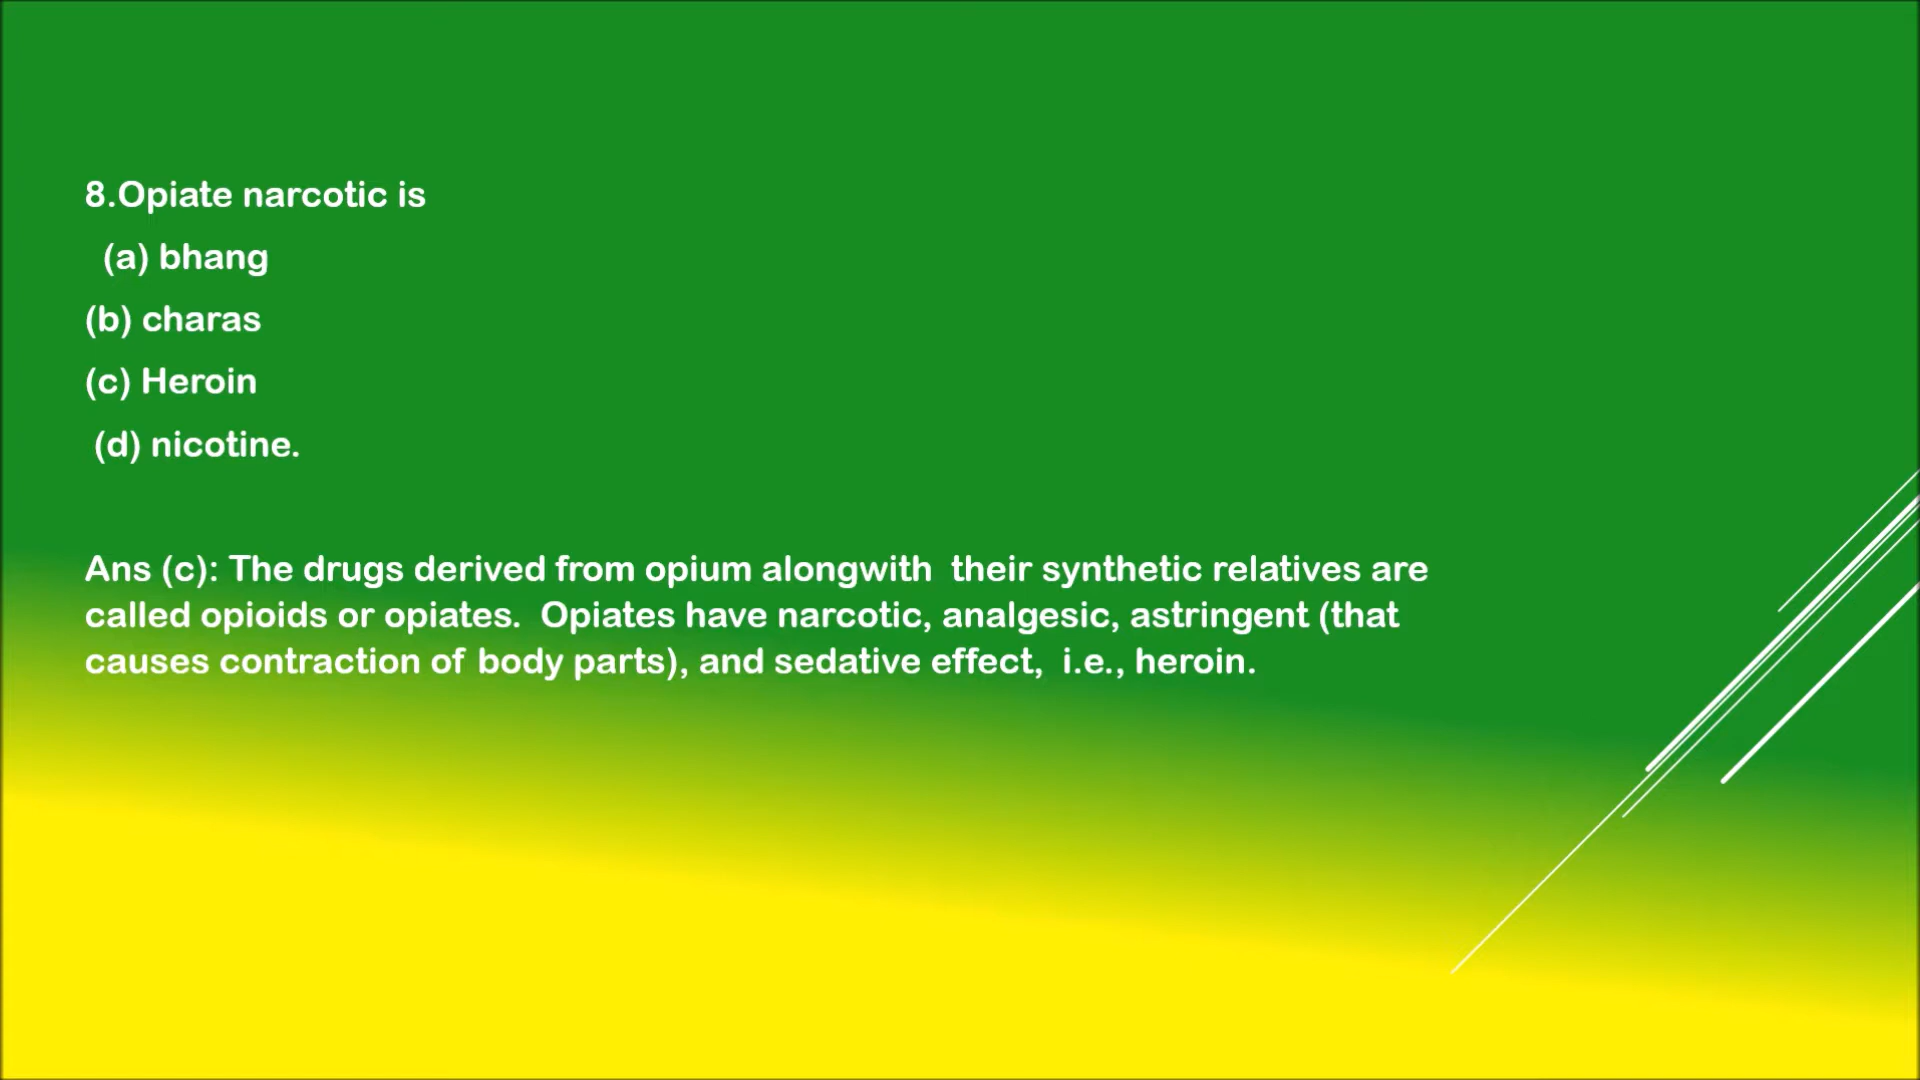 8.Opiate narcotic is
(a) bhang
(b) charas
(c) Heroin
(d) nicotine.
Ans (c): The drugs derived from opium alongwith  their synthetic relatives are
called opioids or opiates.  Opiates have narcotic, analgesic, astringent (that
causes contraction of body parts), and sedative effect,  i.e., heroin.